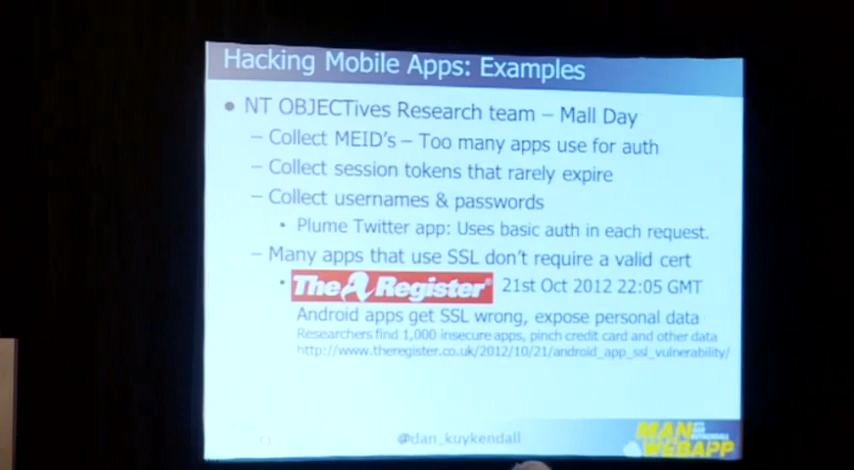 Hacking Mobile Apps: Examples
• NT OBJECTives Research team – Mall Day
– Collect MEID's – Too many apps use for auth
– Collect session tokens that rarely expire
– Collect usernames & passwords
• Plume Twitter app: Uses basic auth in each request.
– Many apps that use SSL don't require a valid cert
• The Register® 21st Oct 2012 22:05 GMT
Android apps get SSL wrong, expose personal data
Researchers find 1,000 insecure apps, pinch credit card and other data
http://www.theregister.co.uk/2012/10/21/android_app_ssl_vulnerability/
@dan_kuykendall
MAN
WEBAPP